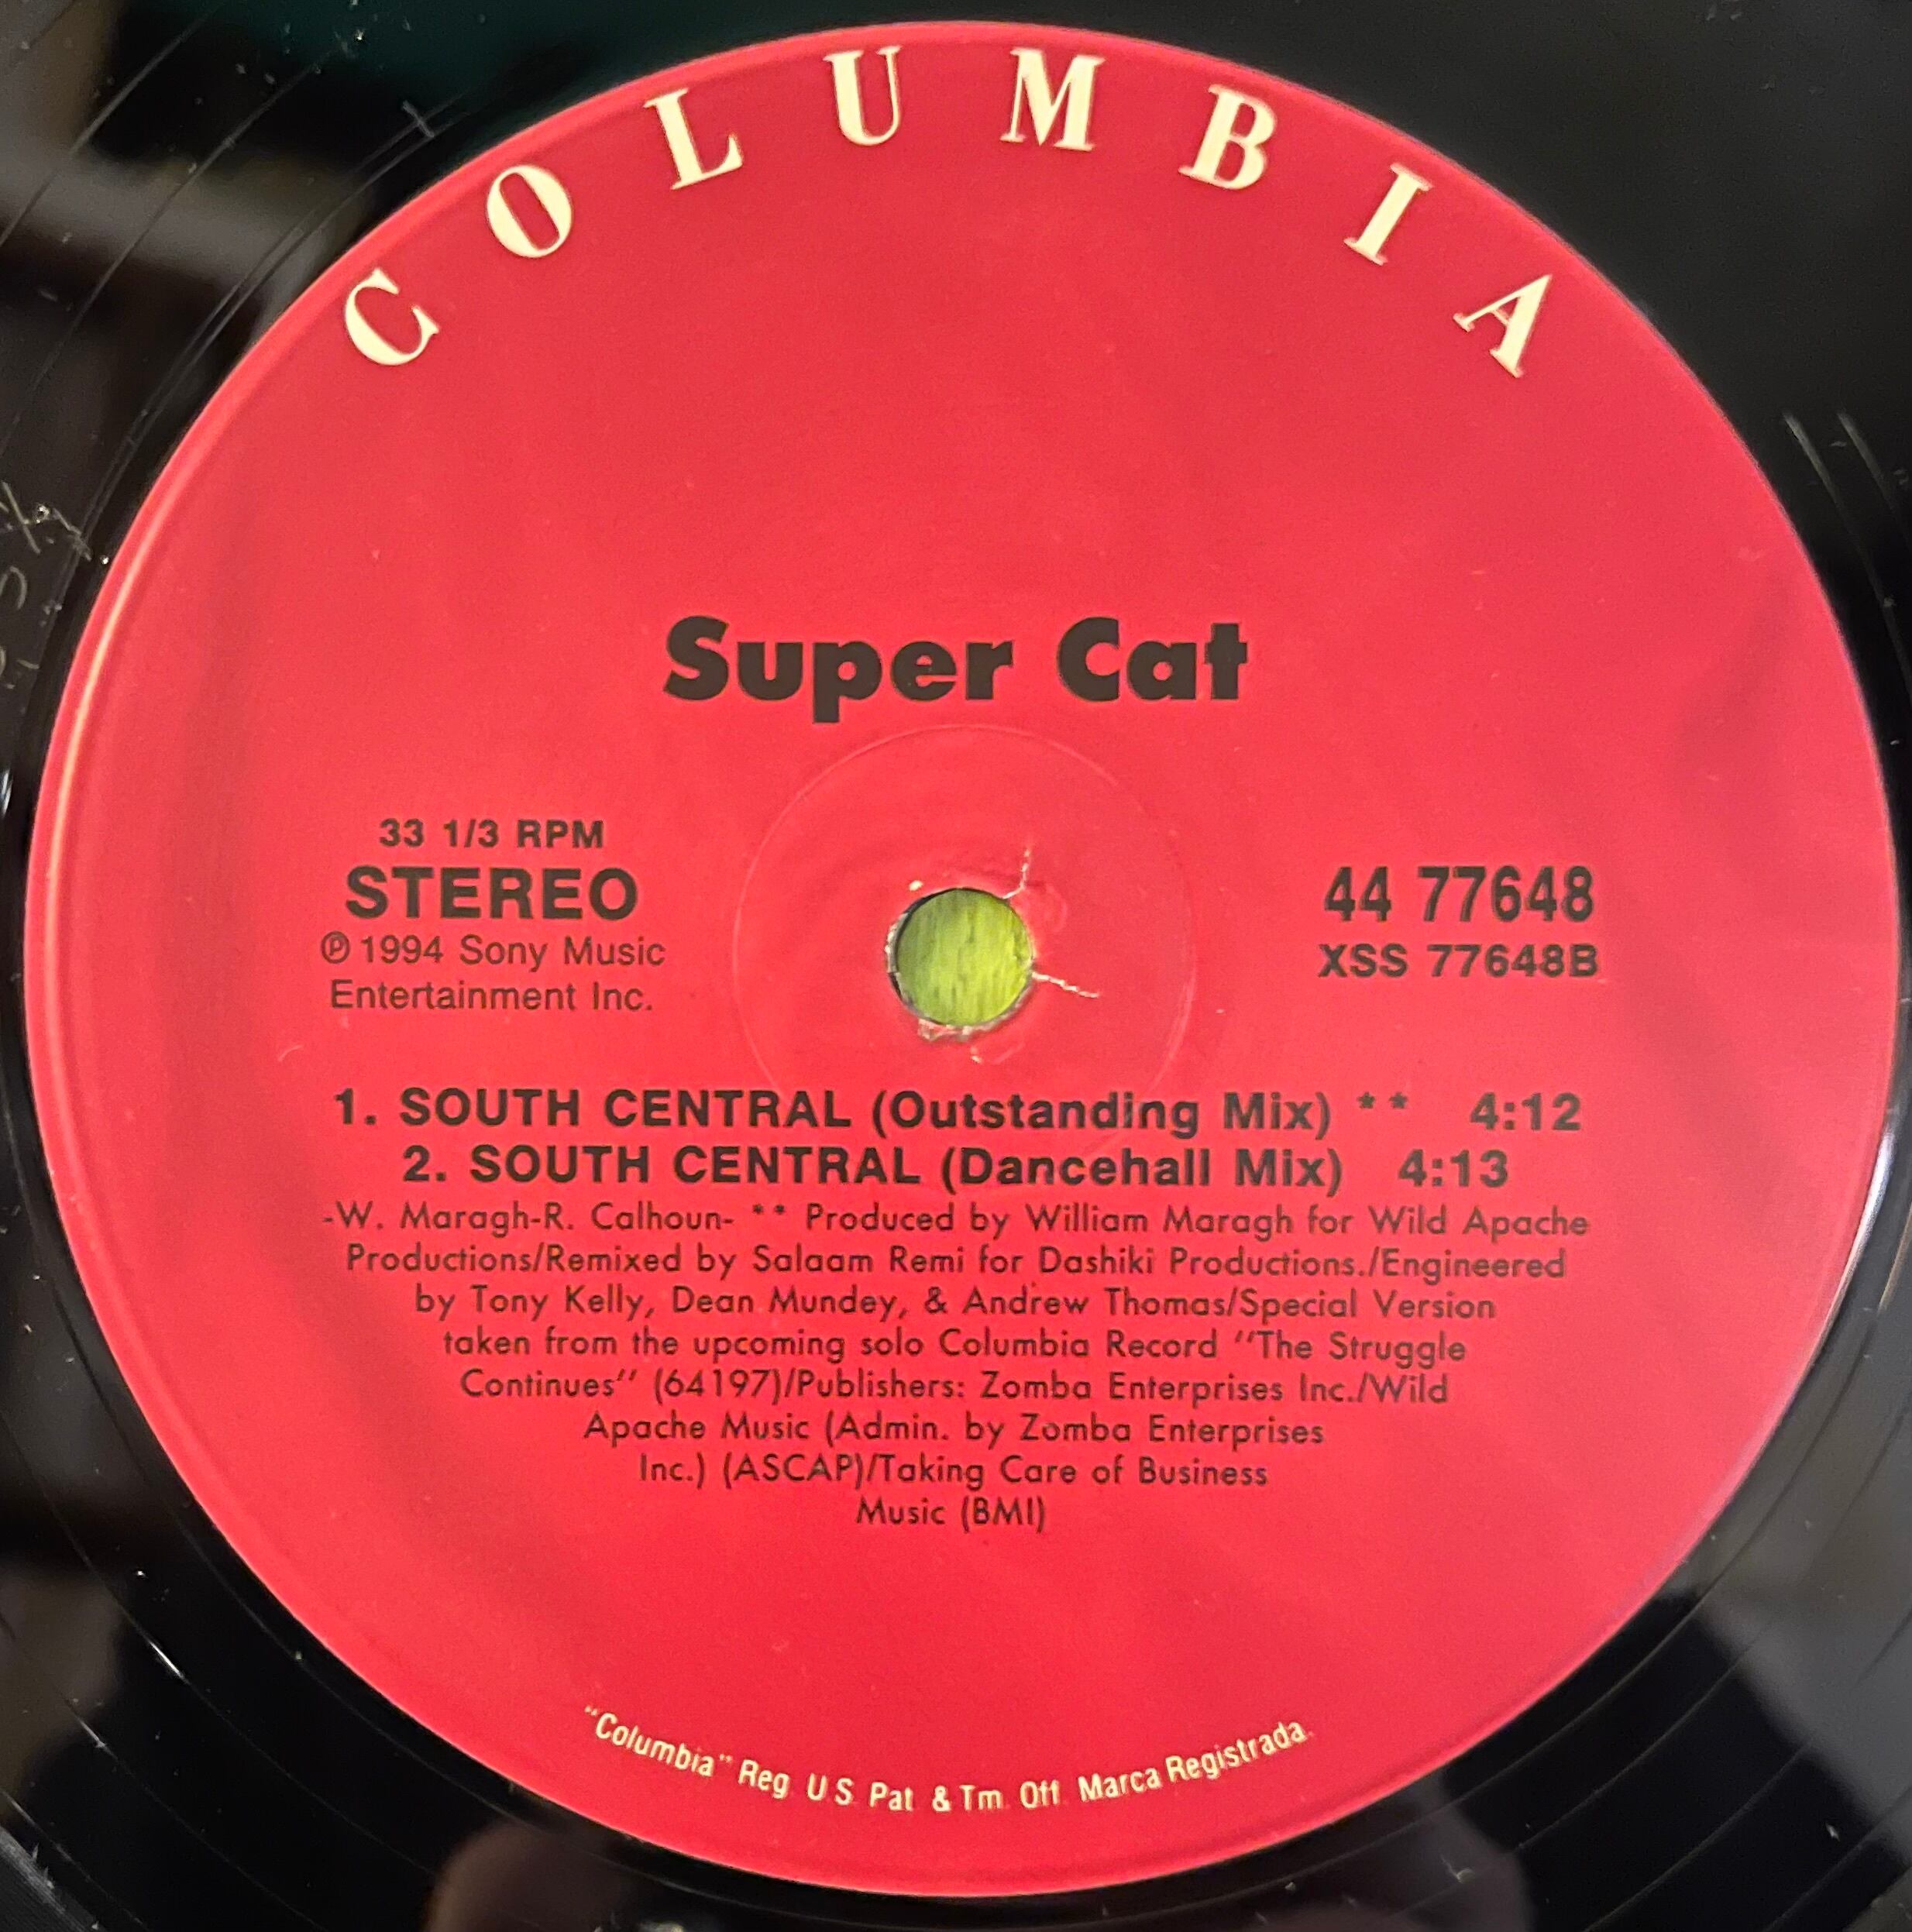 COLUMBIA
Super Cat
33 1/3 RPM
STEREO
℗ 1994 Sony Music
Entertainment Inc.
44 77648
XSS 77648B
1. SOUTH CENTRAL (Outstanding Mix) ** 4:12
2. SOUTH CENTRAL (Dancehall Mix) 4:13
-W. Maragh-R. Calhoun- ** Produced by William Maragh for Wild Apache
Productions/Remixed by Salaam Remi for Dashiki Productions./Engineered
by Tony Kelly, Dean Mundey, & Andrew Thomas/Special Version
taken from the upcoming solo Columbia Record "The Struggle
Continues" (64197)/Publishers: Zomba Enterprises Inc./Wild
Apache Music (Admin. by Zomba Enterprises
Inc.) (ASCAP)/Taking Care of Business
Music (BMI)
"Columbia" Reg. U.S. Pat. & Tm. Off. Marca Registrada.